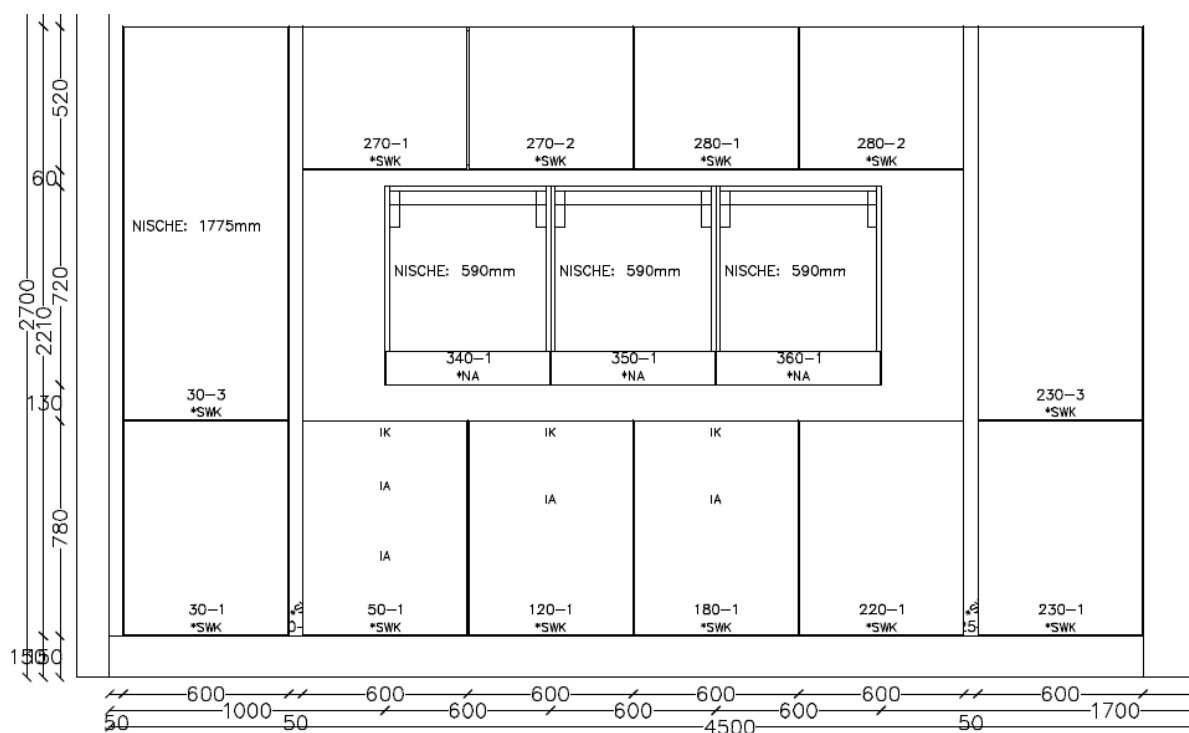 520
270-1
270-2
280-1
280-2
*SWK
*SWK
*SWK
*SWK
60
NISCHE: 1775mm
NISCHE: 590mm
NISCHE: 590mm
NISCHE: 590mm
2700
2210
720
340-1
350-1
360-1
*NA
*NA
*NA
130
30-3
230-3
*SWK
*SWK
IK
IK
IK
IA
IA
IA
IA
780
30-1
50-1
120-1
180-1
220-1
230-1
*SWK
*SWK
*SWK
*SWK
*SWK
*SWK
150
150
600
600
600
600
600
600
50
1000
50
600
600
600
4500
50
1700